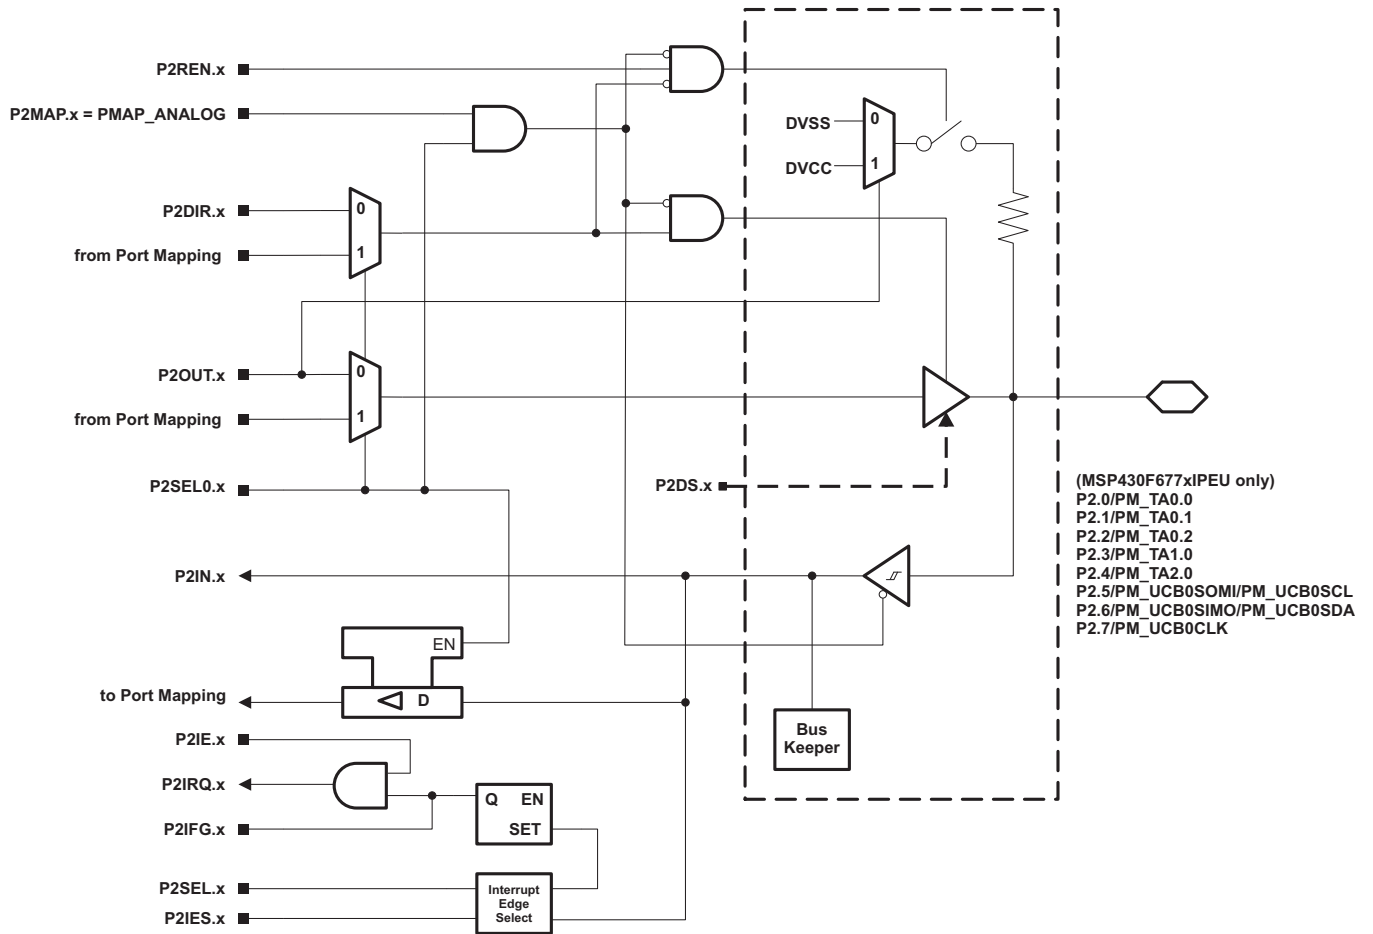 P2REN.x
P2MAP.x = PMAP_ANALOG
DVSS
0
DVCC
1
P2DIR.x
0
from Port Mapping
1
P2OUT.x
0
from Port Mapping
1
P2SEL0.x
P2DS.x
(MSP430F677xIPEU only)
P2.0/PM_TA0.0
P2.1/PM_TA0.1
P2.2/PM_TA0.2
P2.3/PM_TA1.0
P2.4/PM_TA2.0
P2.5/PM_UCB0SOMI/PM_UCB0SCL
P2.6/PM_UCB0SIMO/PM_UCB0SDA
P2.7/PM_UCB0CLK
P2IN.x
EN
to Port Mapping
D
Bus
Keeper
P2IE.x
P2IRQ.x
Q EN
SET
P2IFG.x
P2SEL.x
P2IES.x
Interrupt
Edge
Select